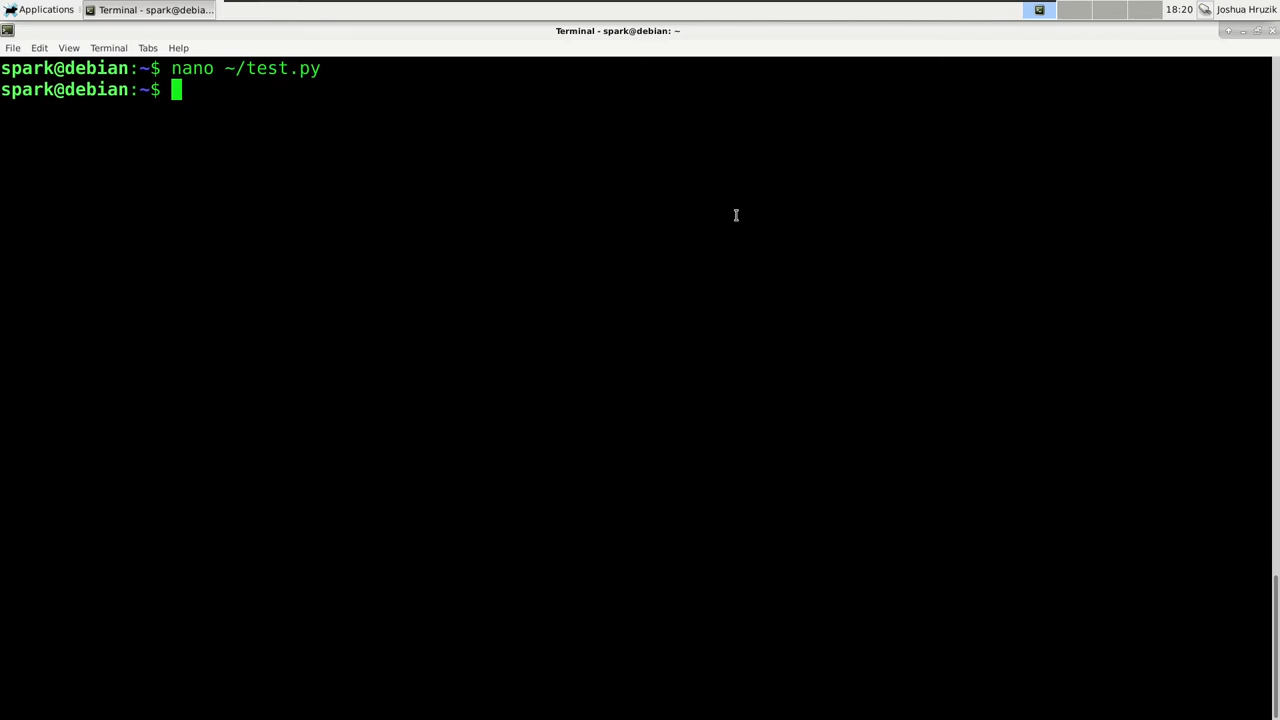 Applications Terminal - spark@debia... 18:20 Joshua Hruzik
Terminal - spark@debian: ~
File Edit View Terminal Tabs Help
spark@debian:~$ nano ~/test.py
spark@debian:~$